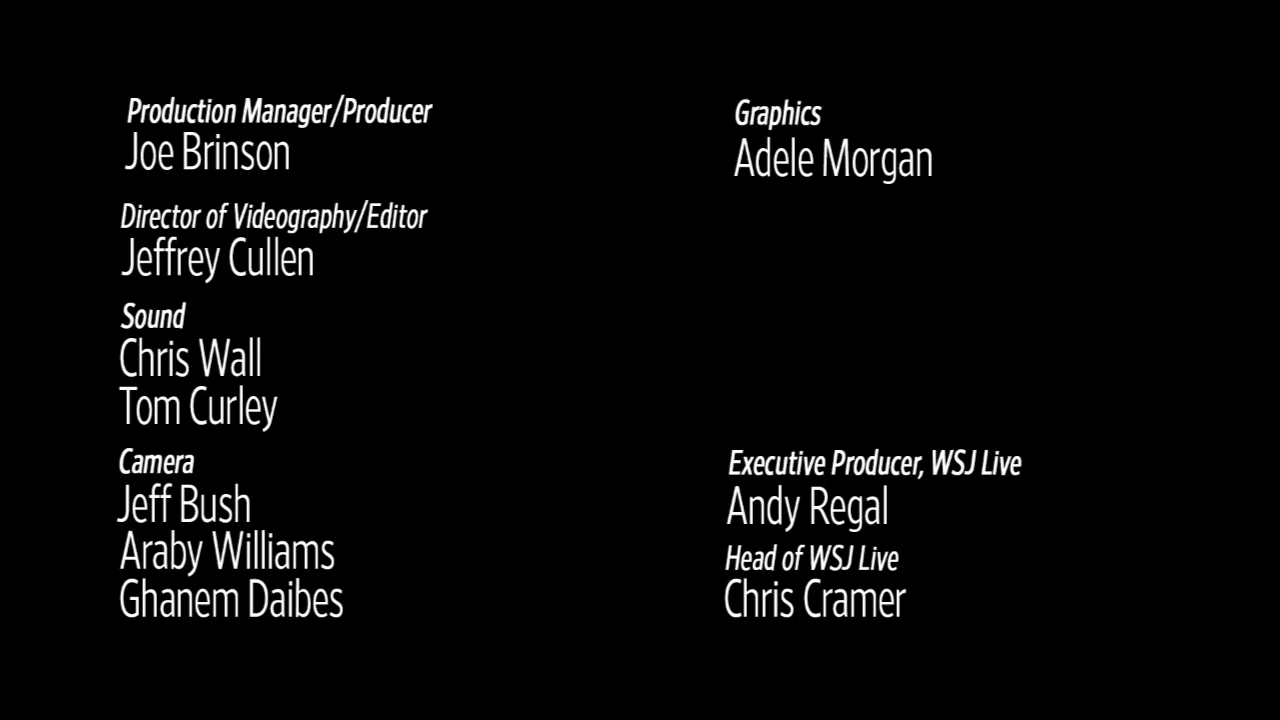 Production Manager/Producer
Joe Brinson
Director of Videography/Editor
Jeffrey Cullen
Sound
Chris Wall
Tom Curley
Camera
Jeff Bush
Araby Williams
Ghanem Daibes
Graphics
Adele Morgan
Executive Producer, WSJ Live
Andy Regal
Head of WSJ Live
Chris Cramer